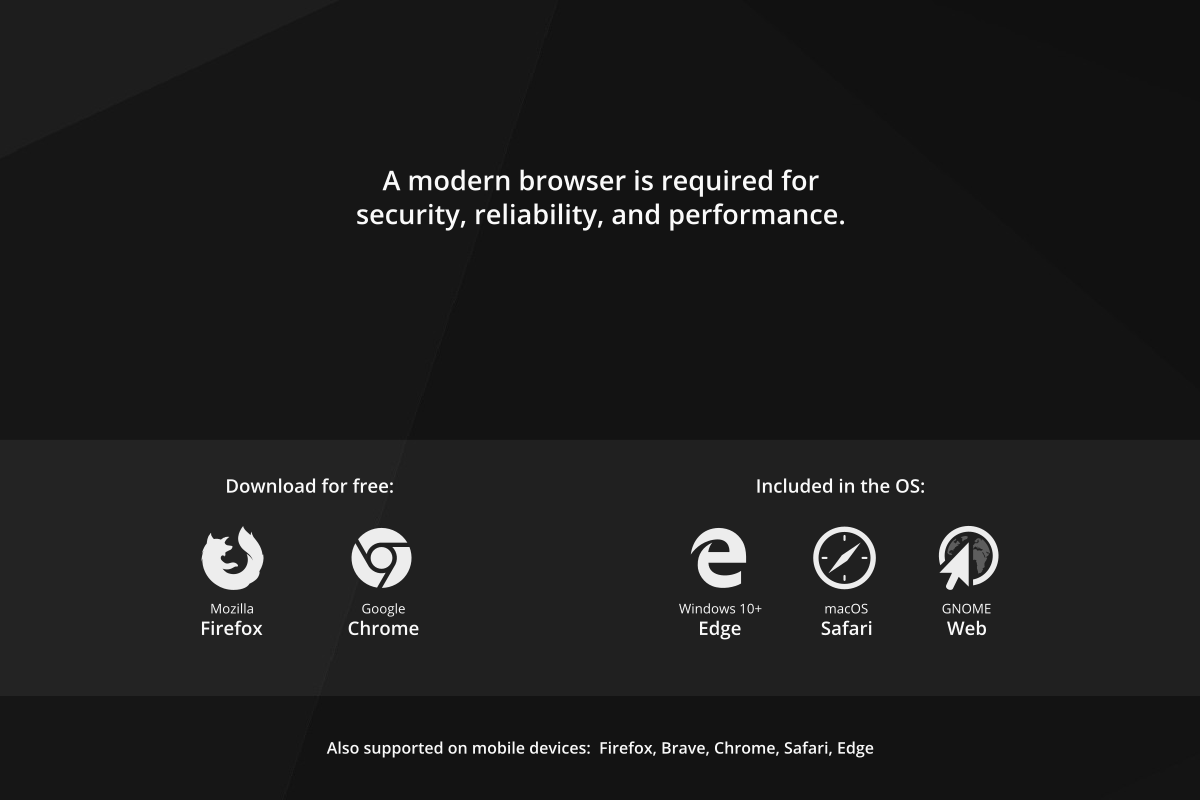 A modern browser is required for
security, reliability, and performance.
Download for free:
Mozilla
Firefox
Google
Chrome
Included in the OS:
Windows 10+
Edge
macOS
Safari
GNOME
Web
Also supported on mobile devices:  Firefox, Brave, Chrome, Safari, Edge